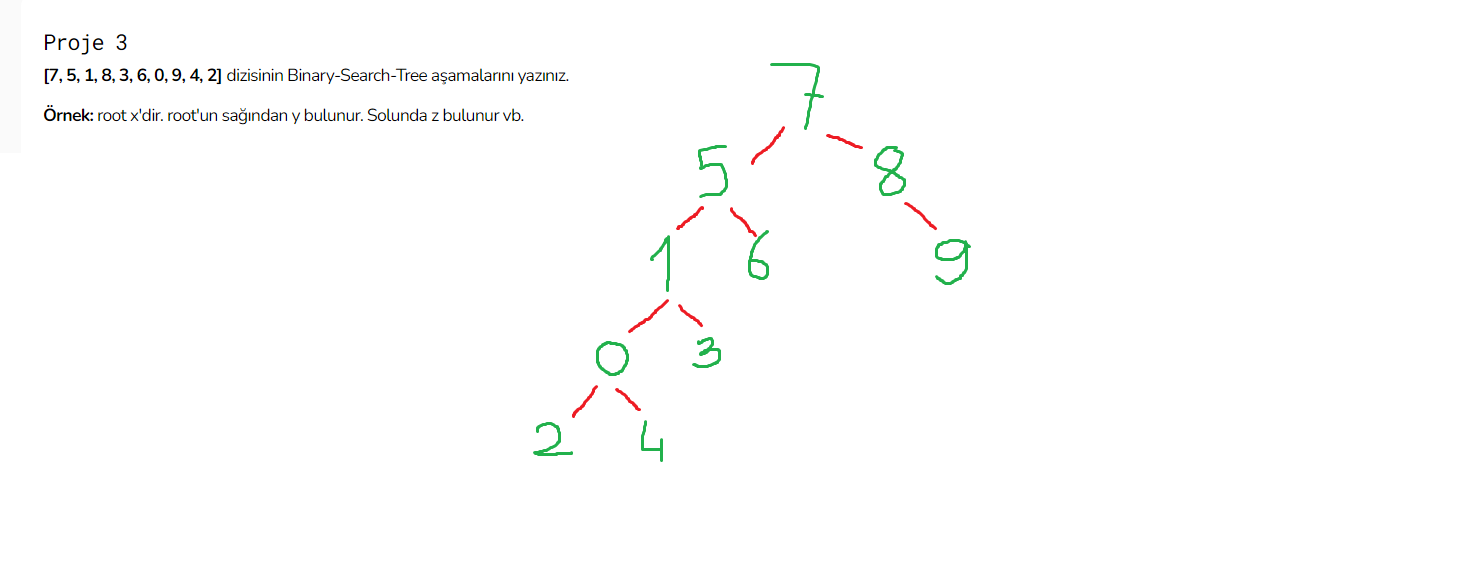 Proje 3
[7, 5, 1, 8, 3, 6, 0, 9, 4, 2] dizisinin Binary-Search-Tree aşamalarını yazınız.
Örnek: root x'dir. root'un sağından y bulunur. Solunda z bulunur vb.
7
5 8
1 6 9
0 3
2 4